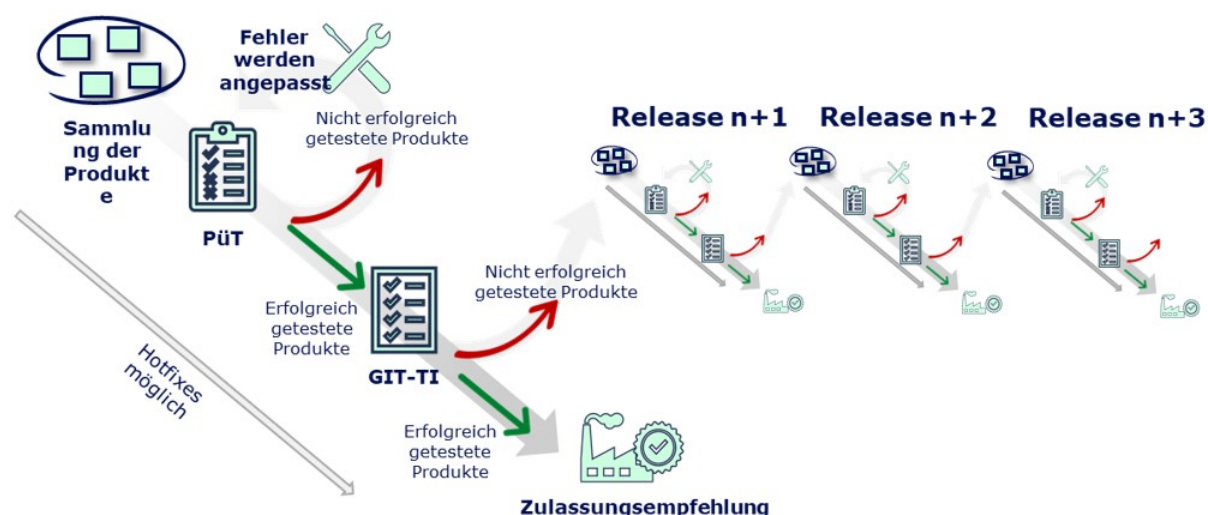 Sammlu
ng der
Produkt
e
Fehler
werden
angepasst
Nicht erfolgreich
getestete Produkte
PüT
Erfolgreich
getestete
Produkte
GIT-TI
Nicht erfolgreich
getestete Produkte
Erfolgreich
getestete
Produkte
Hotfixes
möglich
Zulassungsempfehlung
Release n+1
Release n+2
Release n+3